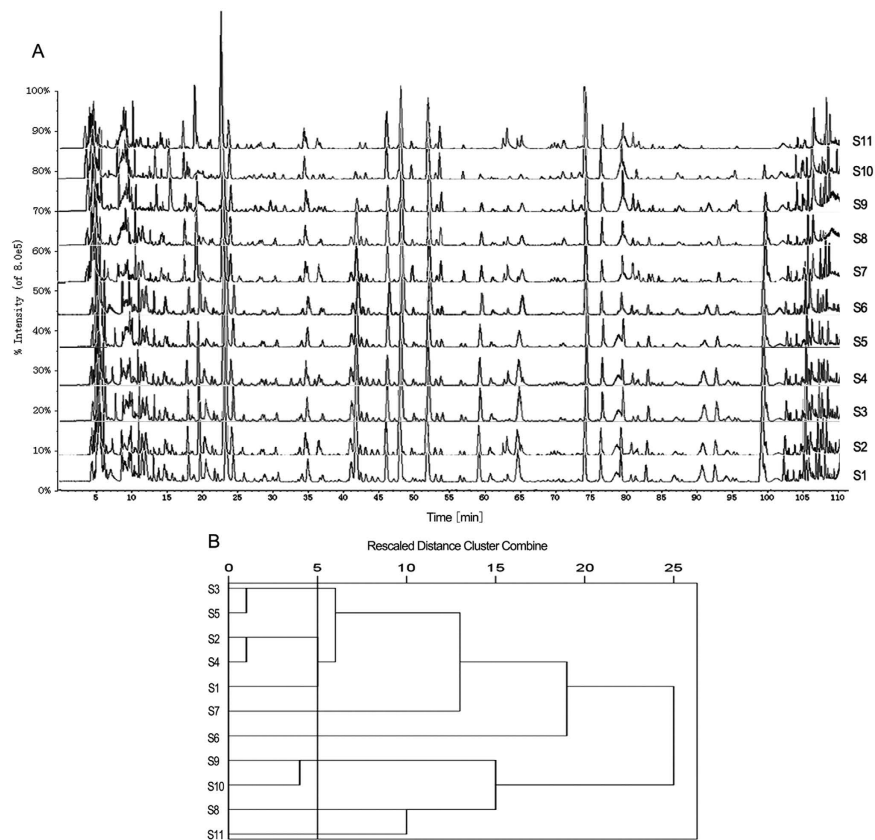 A
100%
90%
80%
70%
60%
50%
40%
30%
20%
10%
0%
% Intensity (of 8.0e5)
S11
S10
S9
S8
S7
S6
S5
S4
S3
S2
S1
5 10 15 20 25 30 35 40 45 50 55 60 65 70 75 80 85 90 95 100 105 110
Time [min]
B
Rescaled Distance Cluster Combine
0 5 10 15 20 25
S3
S5
S2
S4
S1
S7
S6
S9
S10
S8
S11